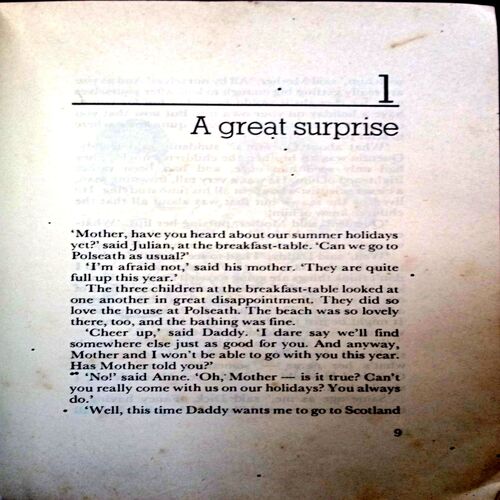 1
A great surprise
‘Mother, have you heard about our summer holidays
yet?’ said Julian, at the breakfast-table. ‘Can we go to
Polseath as usual?’
‘I’m afraid not,’ said his mother. ‘They are quite
full up this year.’
The three children at the breakfast-table looked at
one another in great disappointment. They did so
love the house at Polseath. The beach was so lovely
there, too, and the bathing was fine.
‘Cheer up,’ said Daddy. ‘I dare say we’ll find
somewhere else just as good for you. And anyway,
Mother and I won’t be able to go with you this year.
Has Mother told you?’
‘No!’ said Anne. ‘Oh, Mother — is it true? Can’t
you really come with us on our holidays? You always
do.’
‘Well, this time Daddy wants me to go to Scotland
9